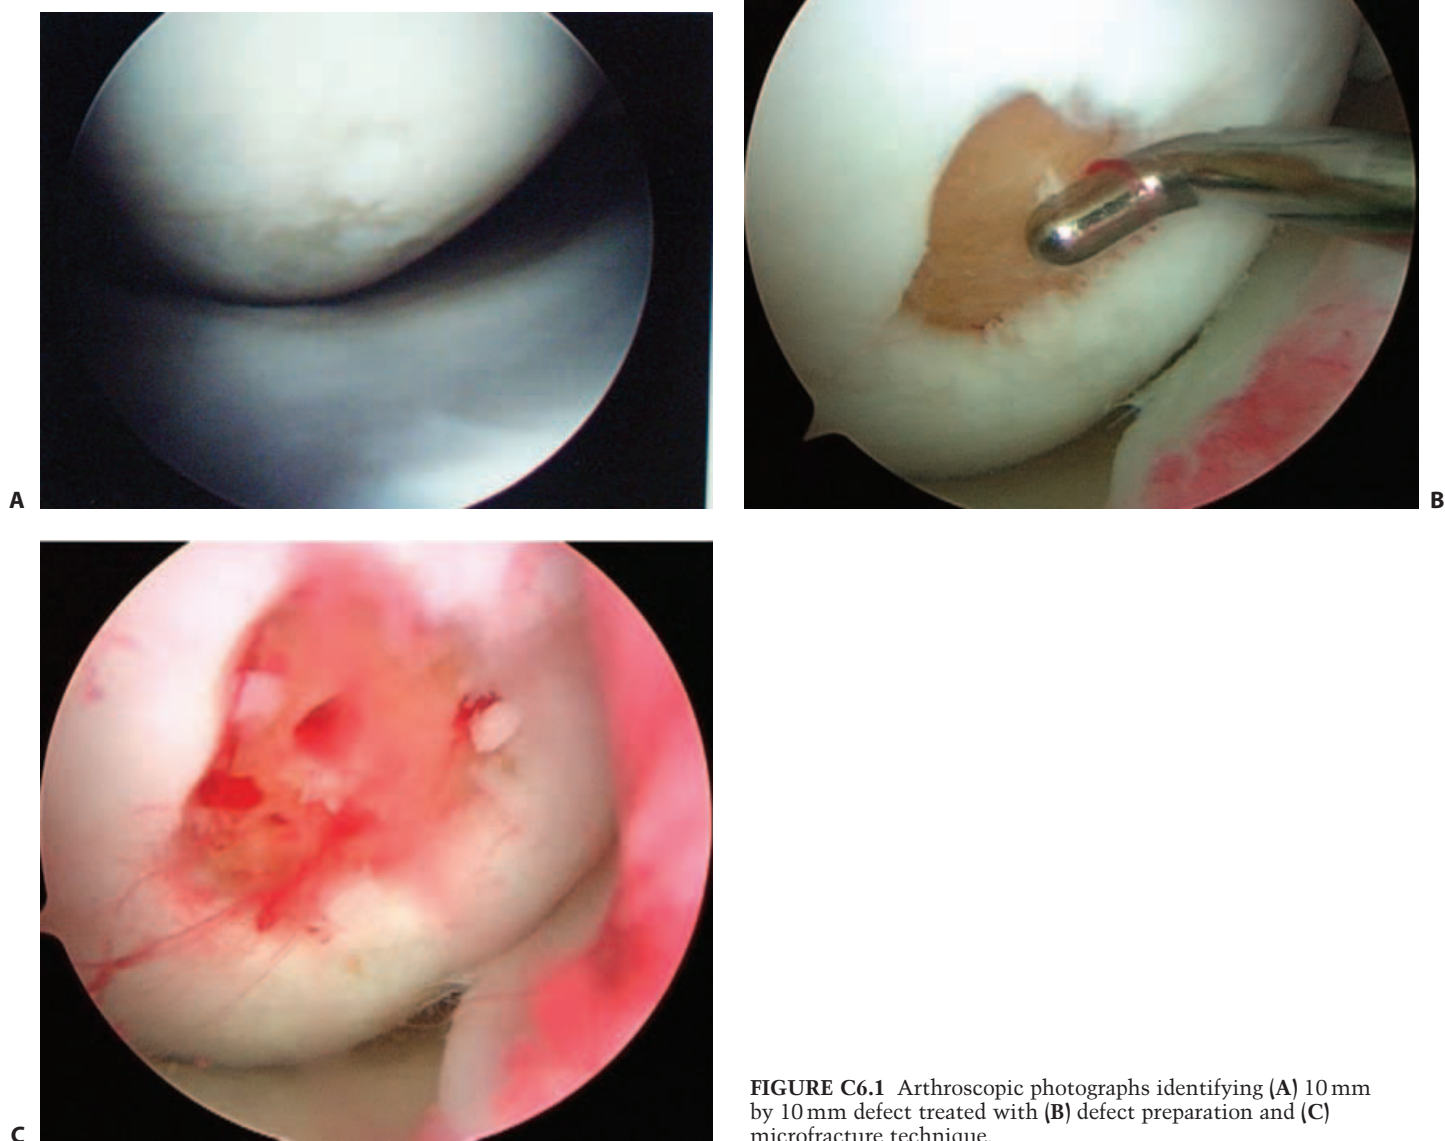 A
B
C
FIGURE C6.1 Arthroscopic photographs identifying (A) 10 mm
by 10 mm defect treated with (B) defect preparation and (C)
microfracture technique.